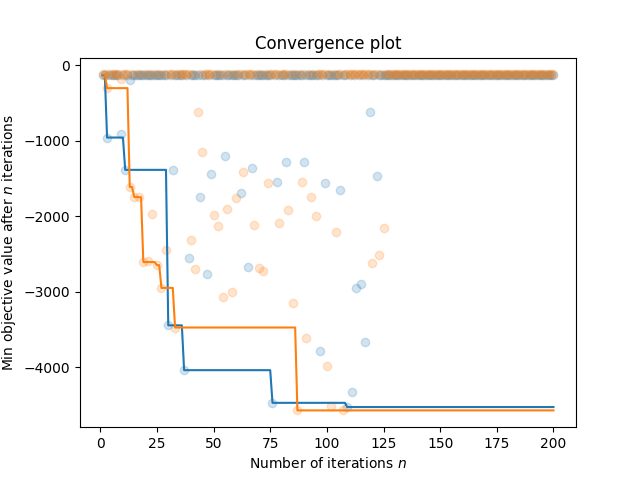 Convergence plot
Min objective value after n iterations
0
−1000
−2000
−3000
−4000
0 25 50 75 100 125 150 175 200
Number of iterations n